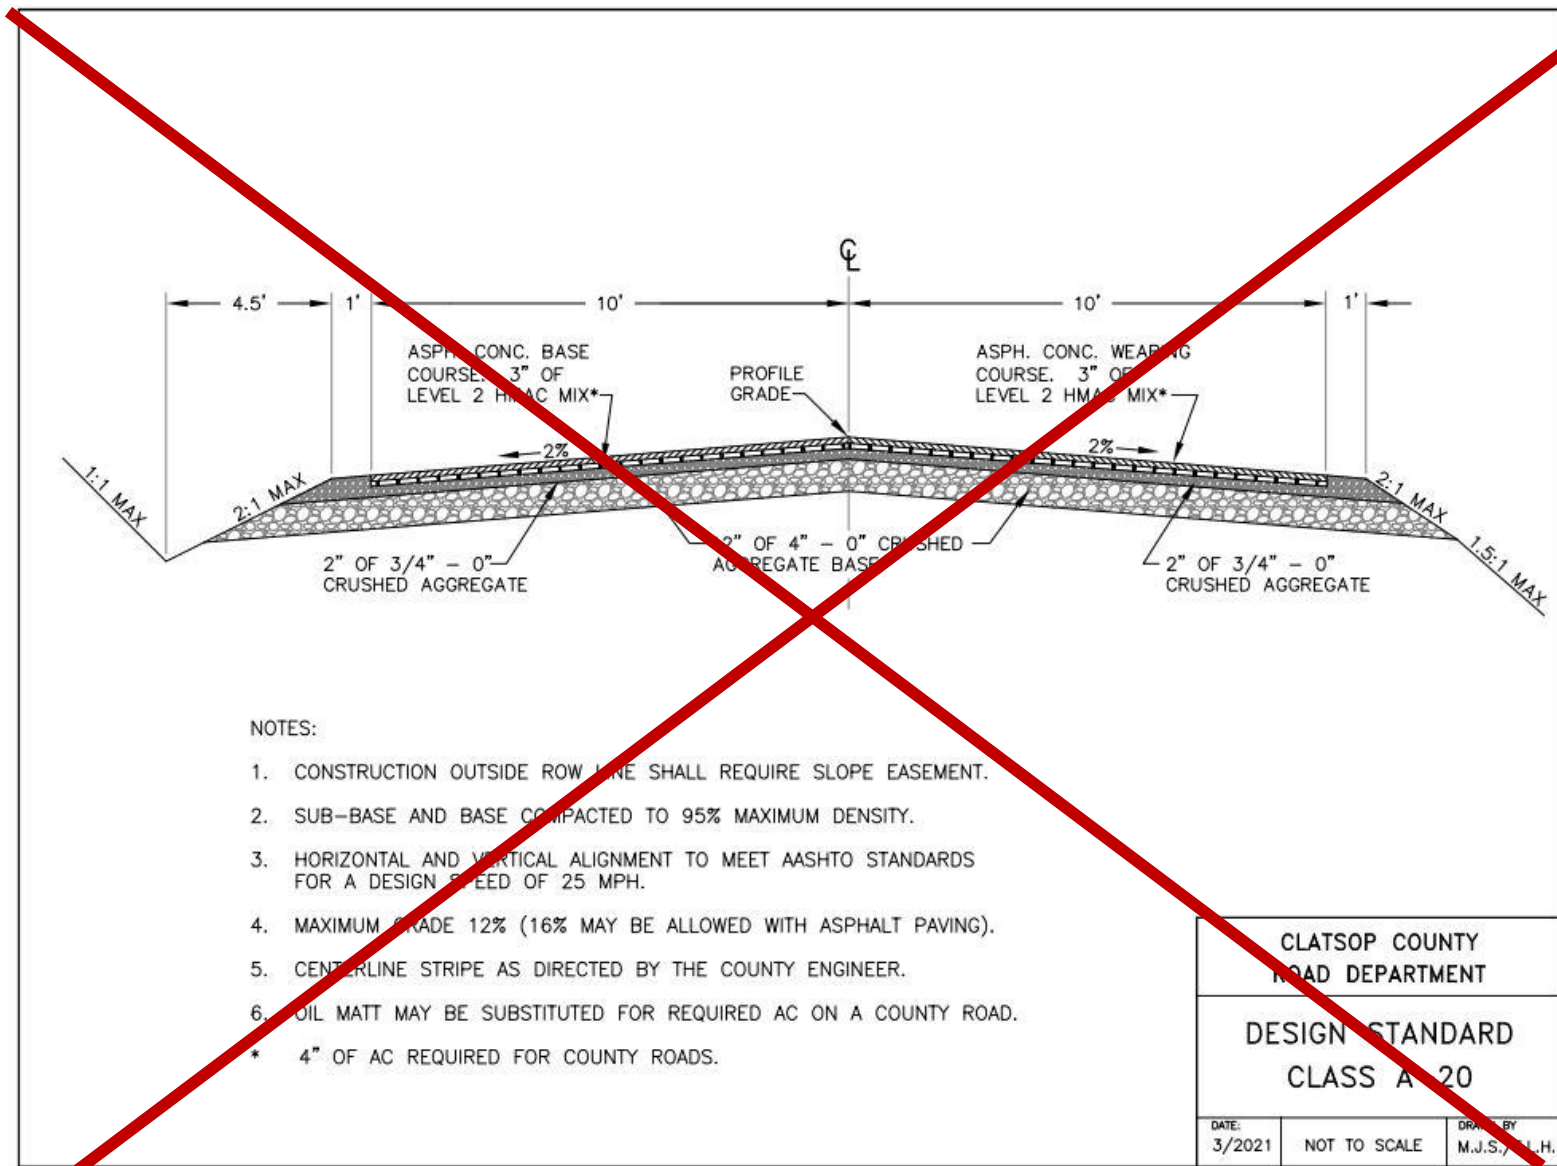 ℄
4.5' 1' 10' 10' 1'
ASPH. CONC. BASE
COURSE. 3" OF
LEVEL 2 HMAC MIX*
PROFILE
GRADE
ASPH. CONC. WEARING
COURSE. 3" OF
LEVEL 2 HMAC MIX*
2% 2%
1:1 MAX
2:1 MAX
2:1 MAX
1.5:1 MAX
2" OF 3/4" – 0"
CRUSHED AGGREGATE
2" OF 4" – 0" CRUSHED
AGGREGATE BASE
2" OF 3/4" – 0"
CRUSHED AGGREGATE
NOTES:
1. CONSTRUCTION OUTSIDE ROW LINE SHALL REQUIRE SLOPE EASEMENT.
2. SUB–BASE AND BASE COMPACTED TO 95% MAXIMUM DENSITY.
3. HORIZONTAL AND VERTICAL ALIGNMENT TO MEET AASHTO STANDARDS
FOR A DESIGN SPEED OF 25 MPH.
4. MAXIMUM GRADE 12% (16% MAY BE ALLOWED WITH ASPHALT PAVING).
5. CENTERLINE STRIPE AS DIRECTED BY THE COUNTY ENGINEER.
6. OIL MATT MAY BE SUBSTITUTED FOR REQUIRED AC ON A COUNTY ROAD.
* 4" OF AC REQUIRED FOR COUNTY ROADS.
CLATSOP COUNTY
ROAD DEPARTMENT
DESIGN STANDARD
CLASS A 20
DATE:
3/2021
NOT TO SCALE
DRAWN BY
M.J.S./ L.H.